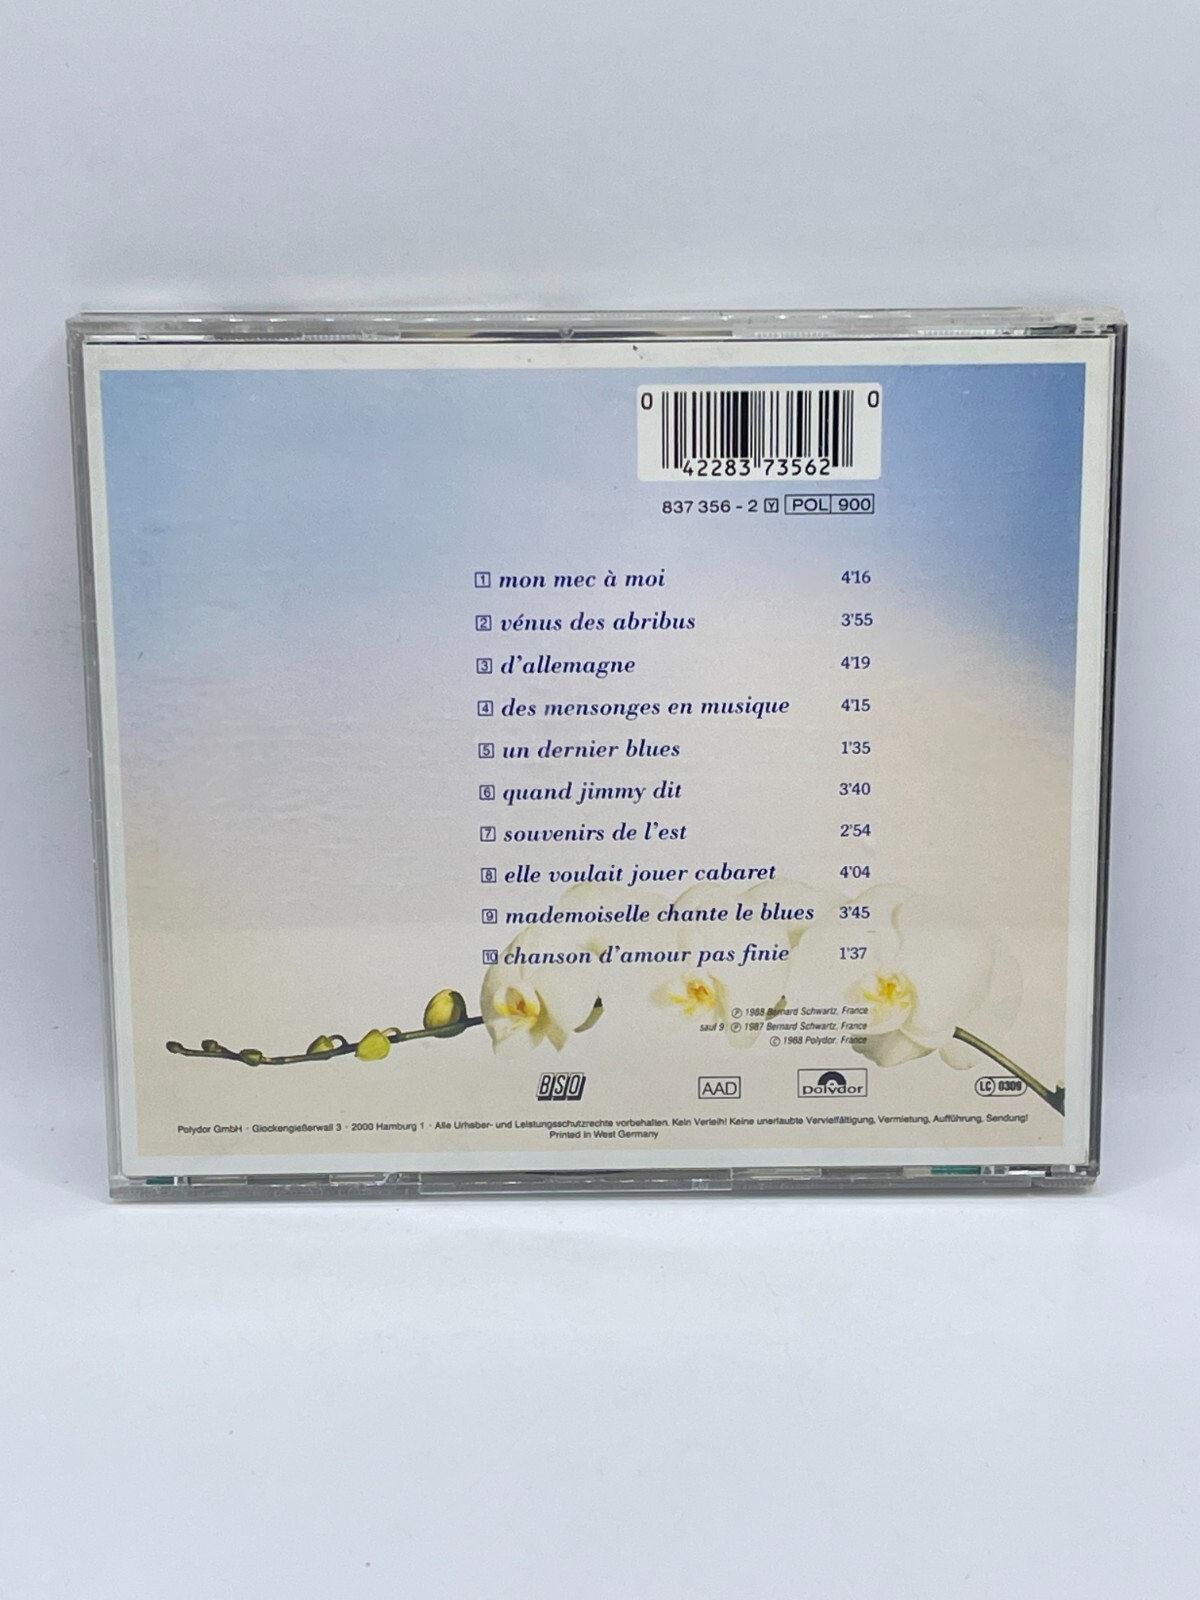 0 0
42283 73562
837 356 - 2 Y POL 900
1 mon mec à moi 4'16
2 vénus des abribus 3'55
3 d'allemagne 4'19
4 des mensonges en musique 4'15
5 un dernier blues 1'35
6 quand jimmy dit 3'40
7 souvenirs de l'est 2'54
8 elle voulait jouer cabaret 4'04
9 mademoiselle chante le blues 3'45
10 chanson d'amour pas finie 1'37
Ⓟ 1988 Bernard Schwartz, France
sauf 9 : Ⓟ 1987 Bernard Schwartz, France
© 1988 Polydor, France
BSO AAD Polydor LC 0309
Polydor GmbH · Glockengießerwall 3 · 2000 Hamburg 1 · Alle Urheber- und Leistungsschutzrechte vorbehalten. Kein Verleih! Keine unerlaubte Vervielfältigung, Vermietung, Aufführung, Sendung!
Printed in West Germany